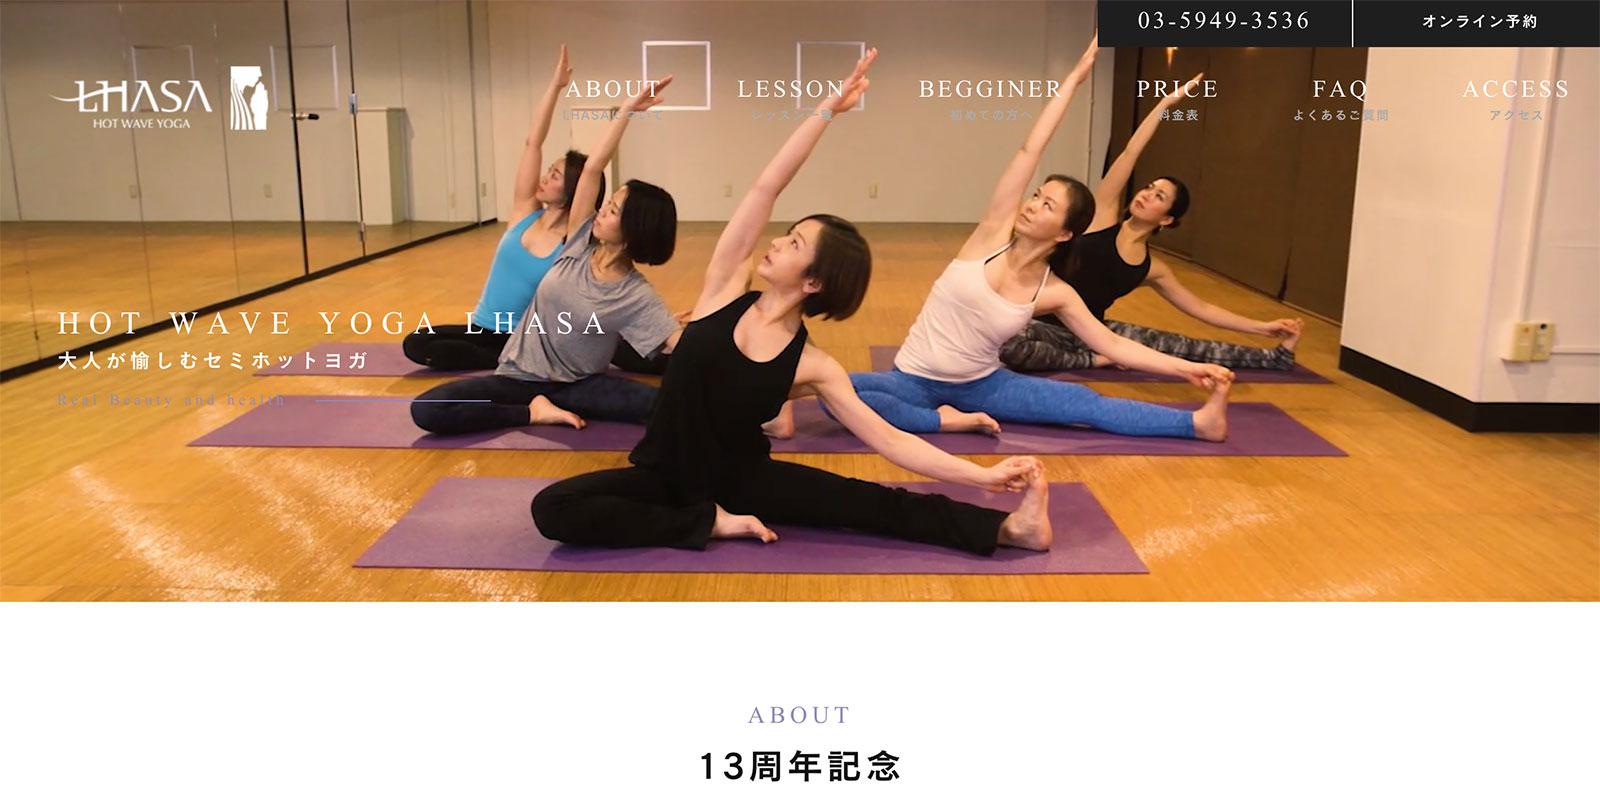 03-5949-3536
オンライン予約
LHASA
HOT WAVE YOGA
ABOUT
LHASAについて
LESSON
レッスン一覧
BEGGINER
初めての方へ
PRICE
料金表
FAQ
よくあるご質問
ACCESS
アクセス
HOT WAVE YOGA LHASA
大人が愉しむセミホットヨガ
Real Beauty and health
ABOUT
13周年記念